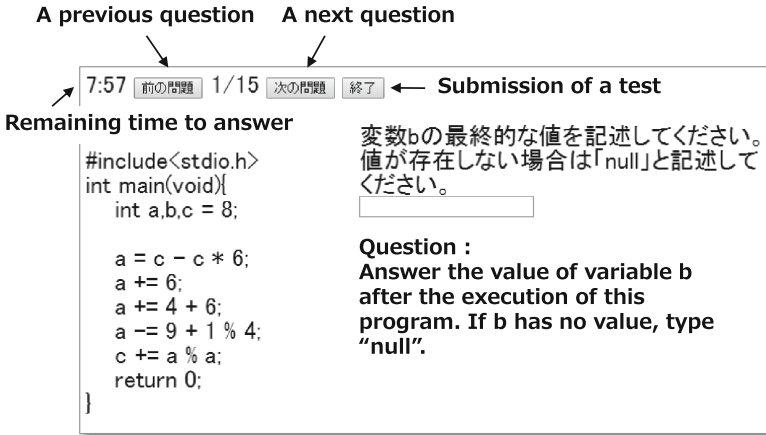 A previous question
A next question
7:57 前の問題 1/15 次の問題 終了
Submission of a test
Remaining time to answer
#include<stdio.h>
int main(void){
int a,b,c = 8;
a = c - c * 6;
a += 6;
a += 4 + 6;
a -= 9 + 1 % 4;
c += a % a;
return 0;
}
変数bの最終的な値を記述してください。
値が存在しない場合は「null」と記述して
ください。
Question :
Answer the value of variable b
after the execution of this
program. If b has no value, type
“null”.